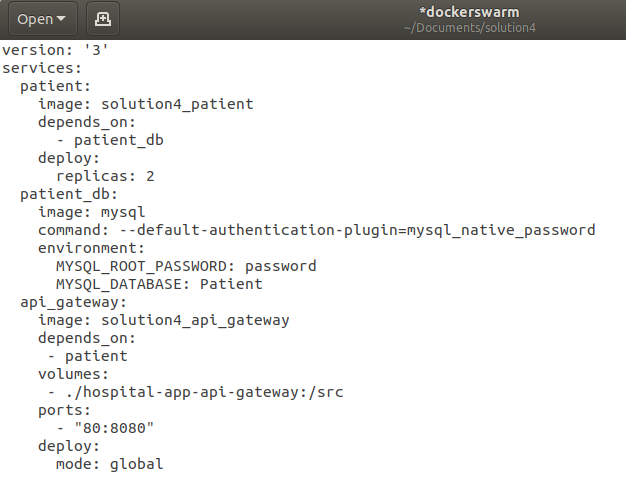 Open
*dockerswarm
~/Documents/solution4
version: '3'
services:
  patient:
    image: solution4_patient
    depends_on:
      - patient_db
    deploy:
      replicas: 2
  patient_db:
    image: mysql
    command: --default-authentication-plugin=mysql_native_password
    environment:
      MYSQL_ROOT_PASSWORD: password
      MYSQL_DATABASE: Patient
  api_gateway:
    image: solution4_api_gateway
    depends_on:
     - patient
    volumes:
     - ./hospital-app-api-gateway:/src
    ports:
      - "80:8080"
    deploy:
      mode: global